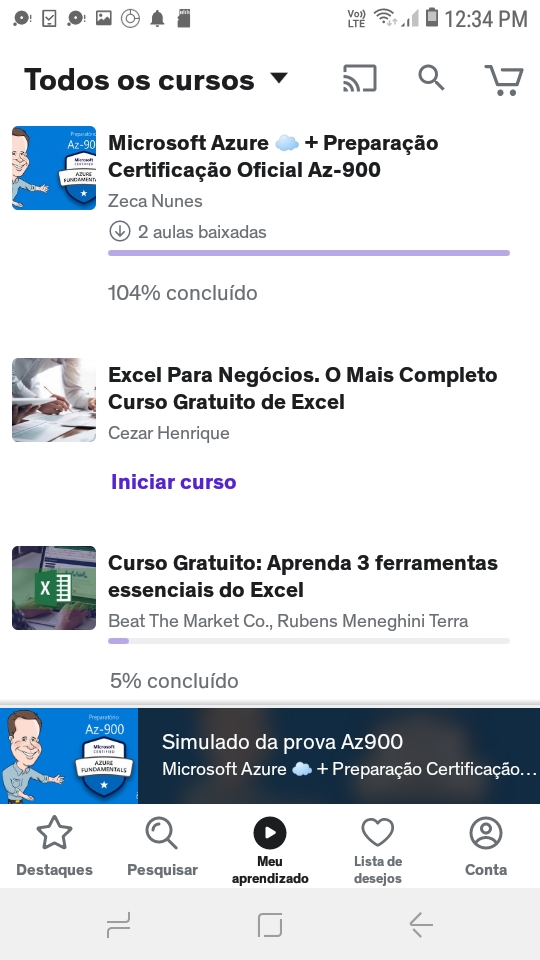 Vo))
LTE
12:34 PM
Todos os cursos
Preparatório
Az-90
Microsoft
CERTIFIED
AZURE
FUNDAMENT
Microsoft Azure ☁️ + Preparação
Certificação Oficial Az-900
Zeca Nunes
2 aulas baixadas
104% concluído
Excel Para Negócios. O Mais Completo
Curso Gratuito de Excel
Cezar Henrique
Iniciar curso
X
Curso Gratuito: Aprenda 3 ferramentas
essenciais do Excel
Beat The Market Co., Rubens Meneghini Terra
5% concluído
Preparatório
Az-900
Microsoft
CERTIFIED
AZURE
FUNDAMENTALS
Simulado da prova Az900
Microsoft Azure ☁️ + Preparação Certificação...
Destaques
Pesquisar
Meu
aprendizado
Lista de
desejos
Conta